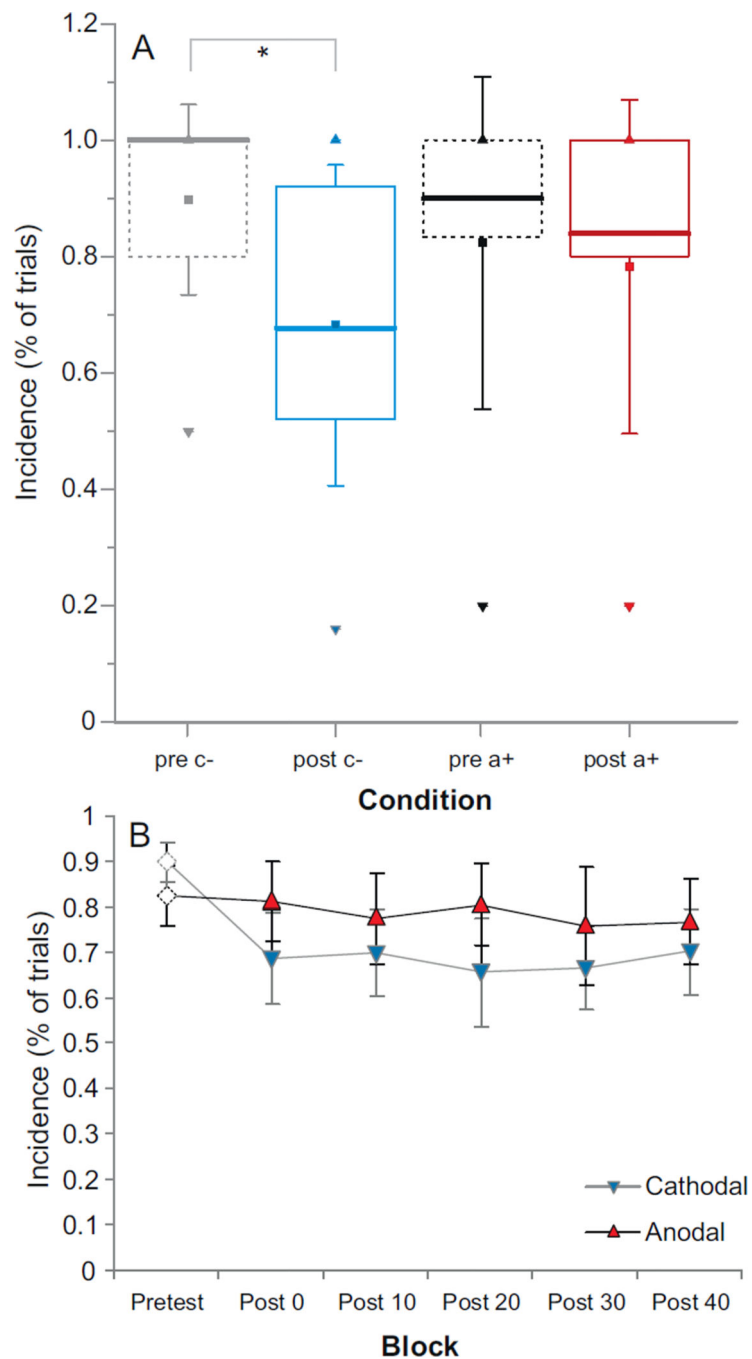 A
*
Incidence (% of trials)
1.2
1.0
0.8
0.6
0.4
0.2
0
pre c- post c- pre a+ post a+
Condition
B
Incidence (% of trials)
1
0.9
0.8
0.7
0.6
0.5
0.4
0.3
0.2
0.1
0
Cathodal
Anodal
Pretest Post 0 Post 10 Post 20 Post 30 Post 40
Block